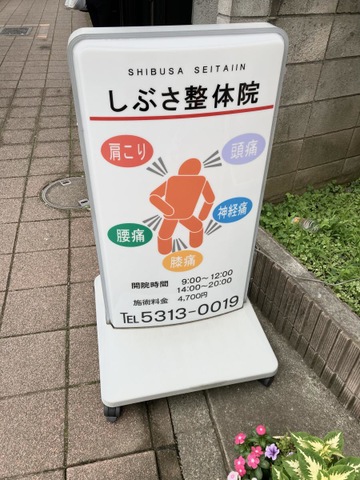 SHIBUSA SEITAIIN
しぶさ整体院
肩こり
頭痛
腰痛
神経痛
膝痛
開院時間 9:00〜12:00
14:00〜20:00
施術料金 4,700円
TEL 5313-0019